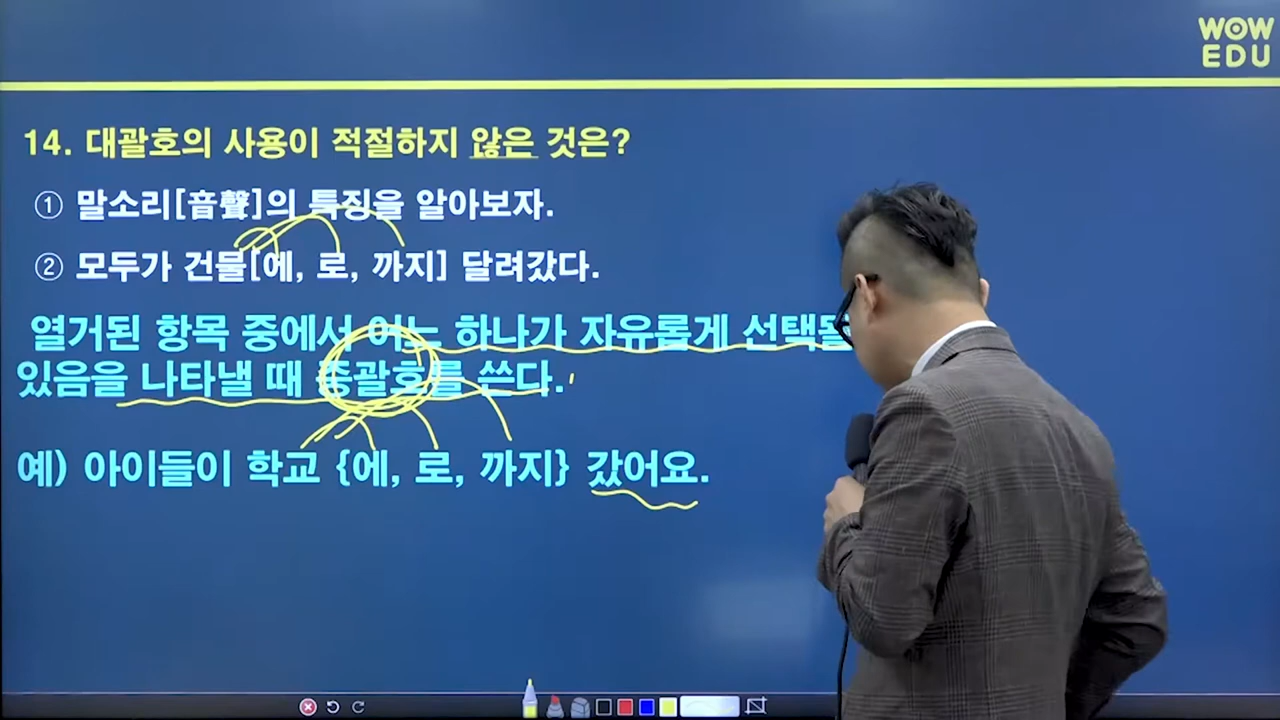 WOW
EDU
14. 대괄호의 사용이 적절하지 않은 것은?
① 말소리[音聲]의 특징을 알아보자.
② 모두가 건물[에, 로, 까지] 달려갔다.
열거된 항목 중에서 어느 하나가 자유롭게 선택될
있음을 나타낼 때 중괄호를 쓴다.
예) 아이들이 학교 {에, 로, 까지} 갔어요.